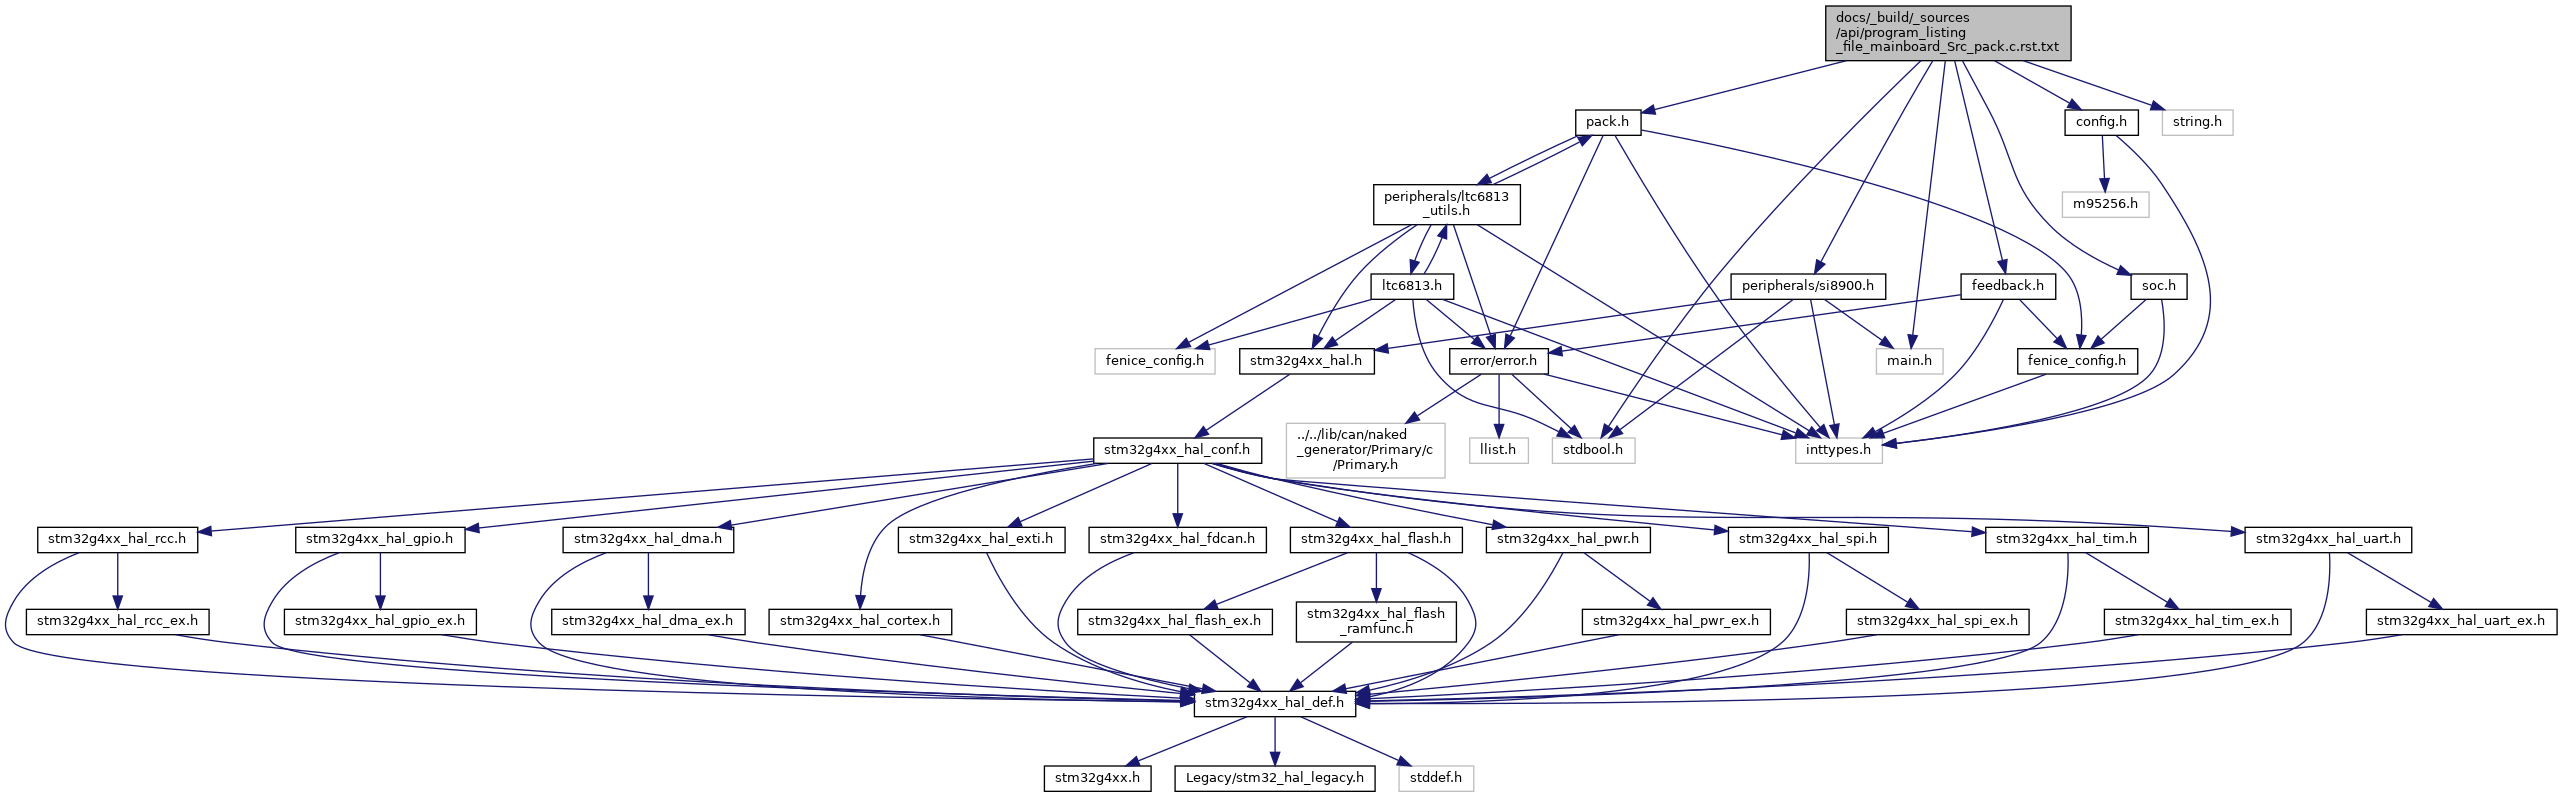 docs/_build/_sources
/api/program_listing
_file_mainboard_Src_pack.c.rst.txt
pack.h
config.h
string.h
peripherals/ltc6813
_utils.h
m95256.h
ltc6813.h
peripherals/si8900.h
feedback.h
soc.h
fenice_config.h
stm32g4xx_hal.h
error/error.h
main.h
fenice_config.h
../../lib/can/naked
_generator/Primary/c
/Primary.h
stm32g4xx_hal_conf.h
llist.h
stdbool.h
inttypes.h
stm32g4xx_hal_rcc.h
stm32g4xx_hal_gpio.h
stm32g4xx_hal_dma.h
stm32g4xx_hal_exti.h
stm32g4xx_hal_fdcan.h
stm32g4xx_hal_flash.h
stm32g4xx_hal_pwr.h
stm32g4xx_hal_spi.h
stm32g4xx_hal_tim.h
stm32g4xx_hal_uart.h
stm32g4xx_hal_rcc_ex.h
stm32g4xx_hal_gpio_ex.h
stm32g4xx_hal_dma_ex.h
stm32g4xx_hal_cortex.h
stm32g4xx_hal_flash_ex.h
stm32g4xx_hal_flash
_ramfunc.h
stm32g4xx_hal_pwr_ex.h
stm32g4xx_hal_spi_ex.h
stm32g4xx_hal_tim_ex.h
stm32g4xx_hal_uart_ex.h
stm32g4xx_hal_def.h
stm32g4xx.h
Legacy/stm32_hal_legacy.h
stddef.h